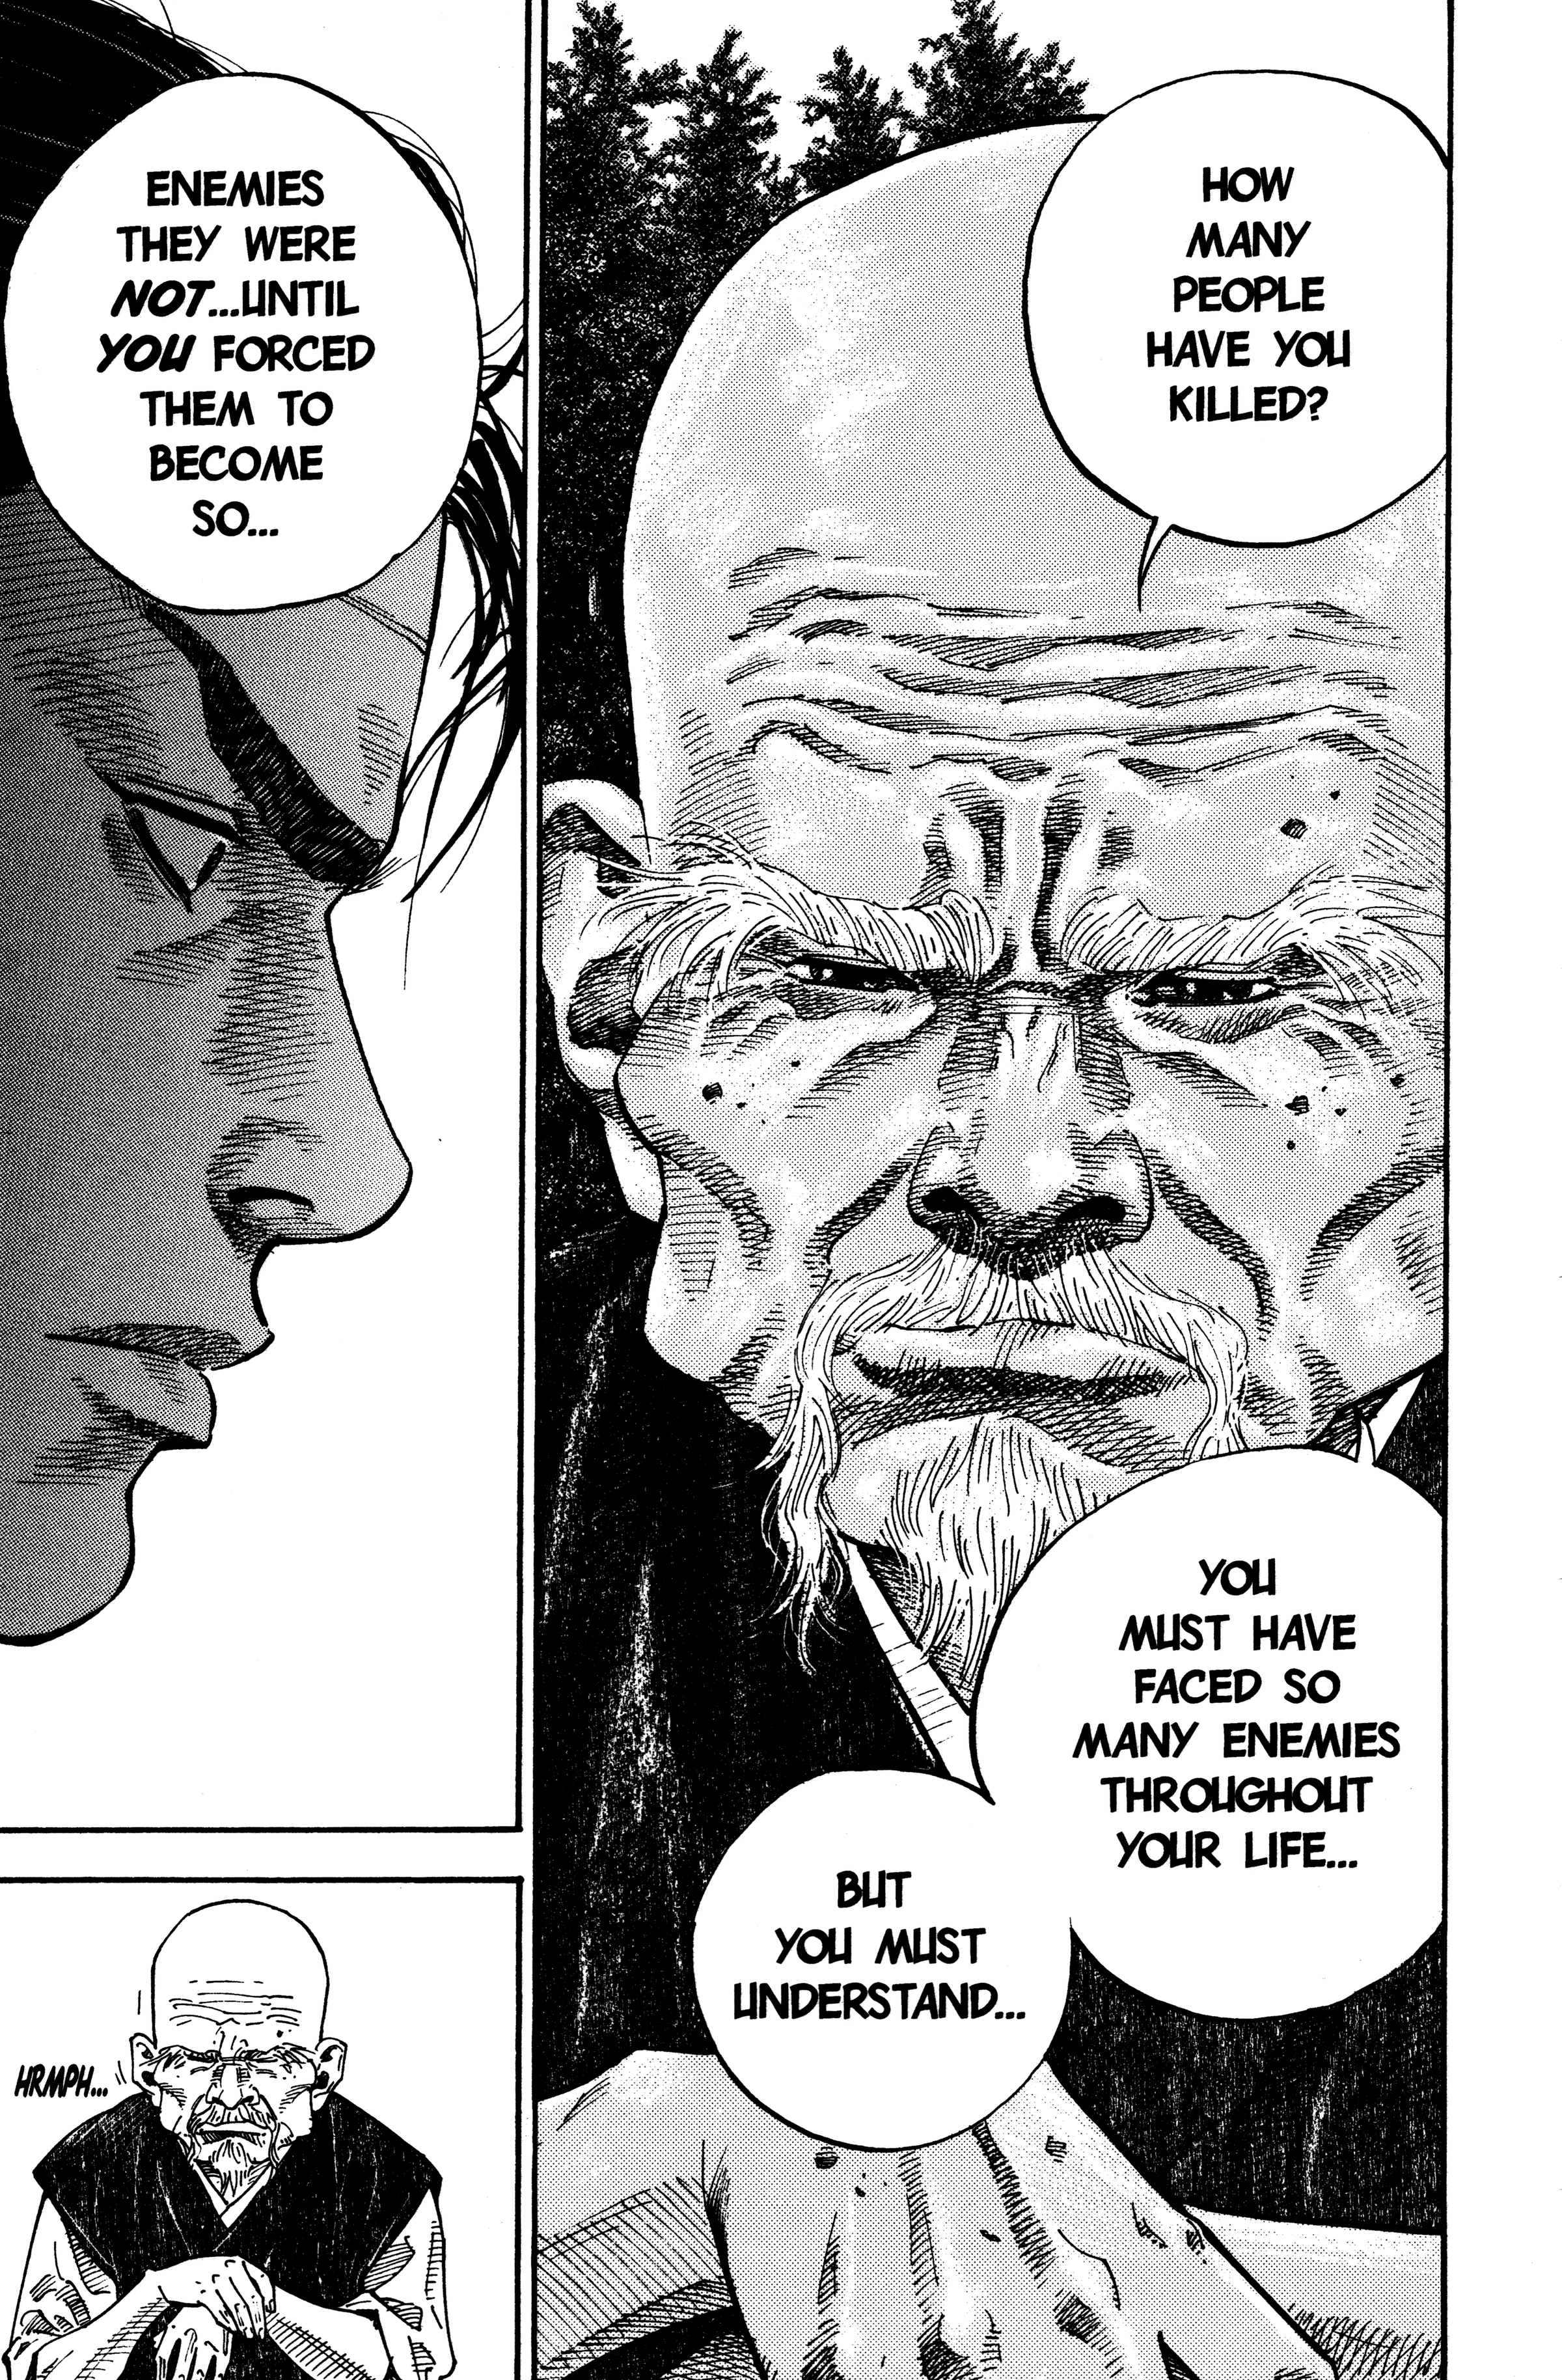 HOW
MANY
PEOPLE
HAVE YOU
KILLED?
YOU
MUST HAVE
FACED SO
MANY ENEMIES
THROUGHOUT
YOUR LIFE...
BUT
YOU MUST
UNDERSTAND...
ENEMIES
THEY WERE
NOT...UNTIL
YOU FORCED
THEM TO
BECOME
SO...
HRMPH...